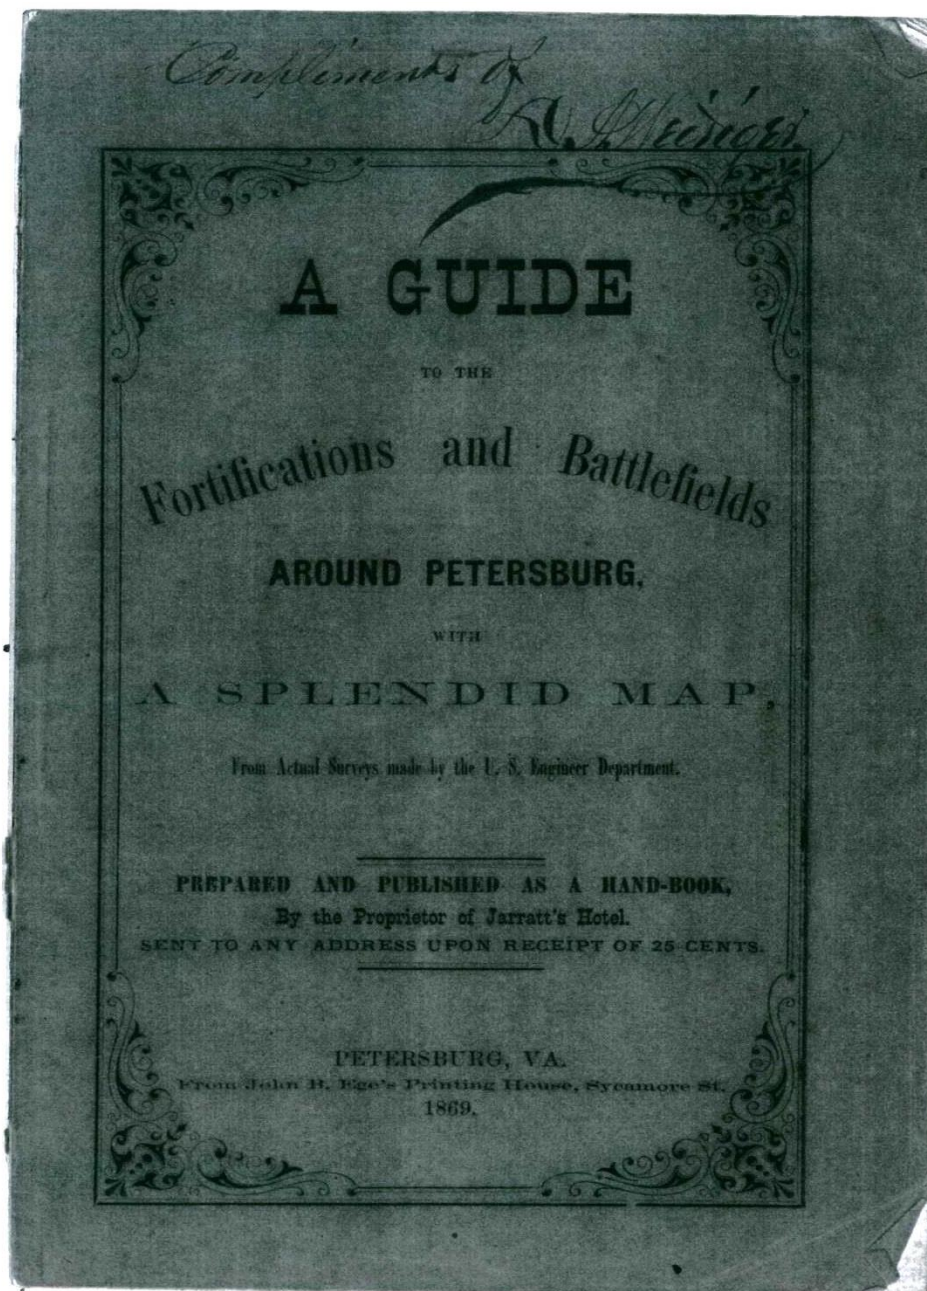 Compliments of
D. A. Weisiger
A GUIDE
TO THE
Fortifications and Battlefields
AROUND PETERSBURG,
WITH
A SPLENDID MAP,
From Actual Surveys made by the U. S. Engineer Department.
PREPARED AND PUBLISHED AS A HAND-BOOK,
By the Proprietor of Jarratt's Hotel.
SENT TO ANY ADDRESS UPON RECEIPT OF 25 CENTS.
PETERSBURG, VA.
From John B. Ege's Printing House, Sycamore St.
1869.